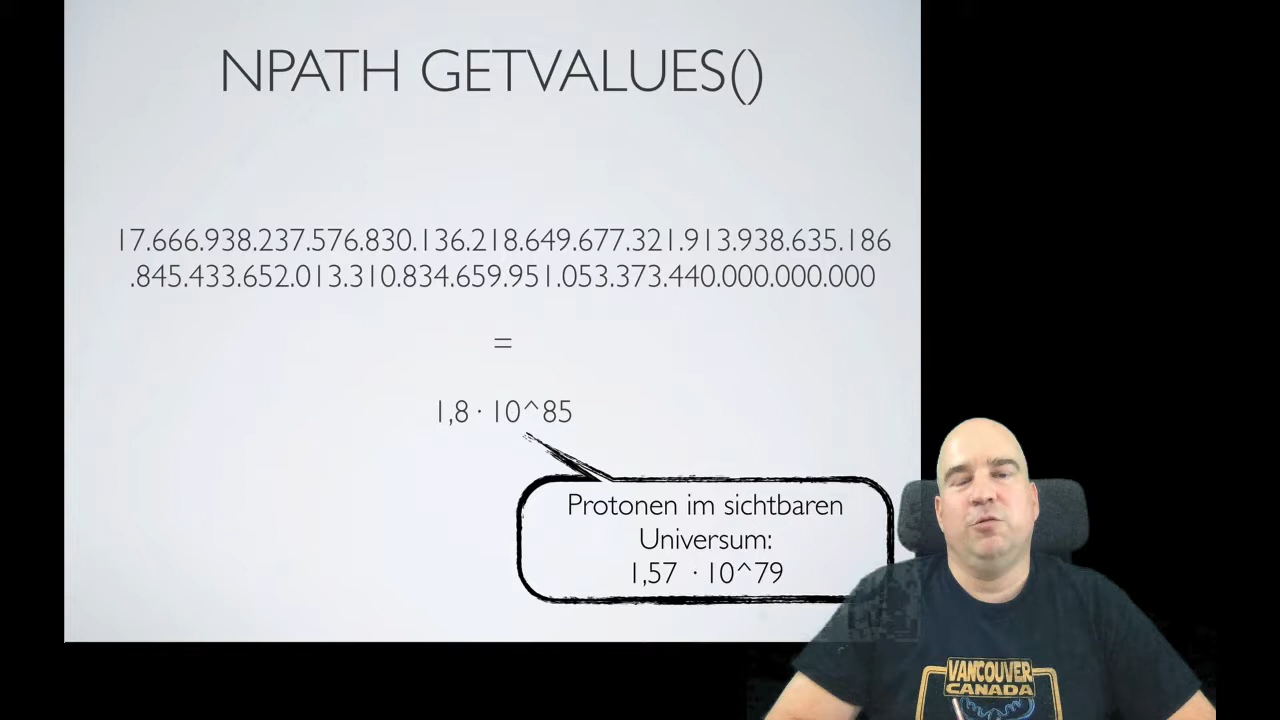 NPATH GETVALUES()
17.666.938.237.576.830.136.218.649.677.321.913.938.635.186
.845.433.652.013.310.834.659.951.053.373.440.000.000.000
=
1,8 · 10^85
Protonen im sichtbaren
Universum:
1,57 · 10^79
VANCOUVER
CANADA